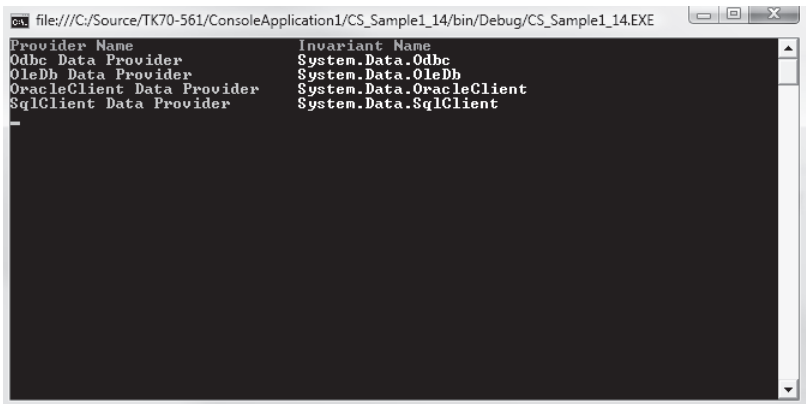 file:///C:/Source/TK70-561/ConsoleApplication1/CS_Sample1_14/bin/Debug/CS_Sample1_14.EXE
Provider Name Invariant Name
Odbc Data Provider System.Data.Odbc
OleDb Data Provider System.Data.OleDb
OracleClient Data Provider System.Data.OracleClient
SqlClient Data Provider System.Data.SqlClient